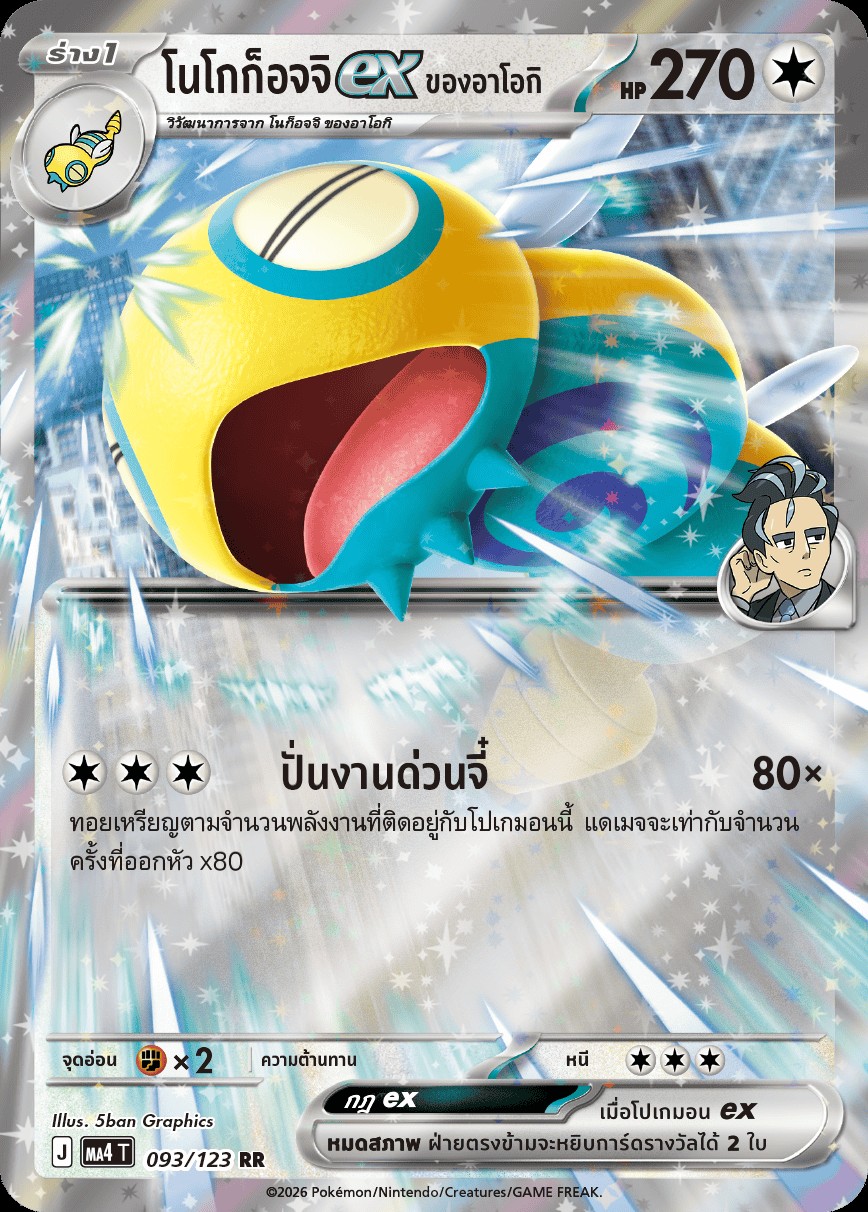 ร่าง1
โนโกก็อจจิ ex ของอาโอกิ HP 270
วิวัฒนาการจาก โนก็อจจิ ของอาโอกิ
ปั่นงานด่วนจี๋ 80×
ทอยเหรียญตามจำนวนพลังงานที่ติดอยู่กับโปเกมอนนี้ แดเมจจะเท่ากับจำนวน
ครั้งที่ออกหัว x80
จุดอ่อน ×2 ความต้านทาน หนี
กฎ ex
เมื่อโปเกมอน ex
หมดสภาพ ฝ่ายตรงข้ามจะหยิบการ์ดรางวัลได้ 2 ใบ
Illus. 5ban Graphics
J MA4 T 093/123 RR
©2026 Pokémon/Nintendo/Creatures/GAME FREAK.